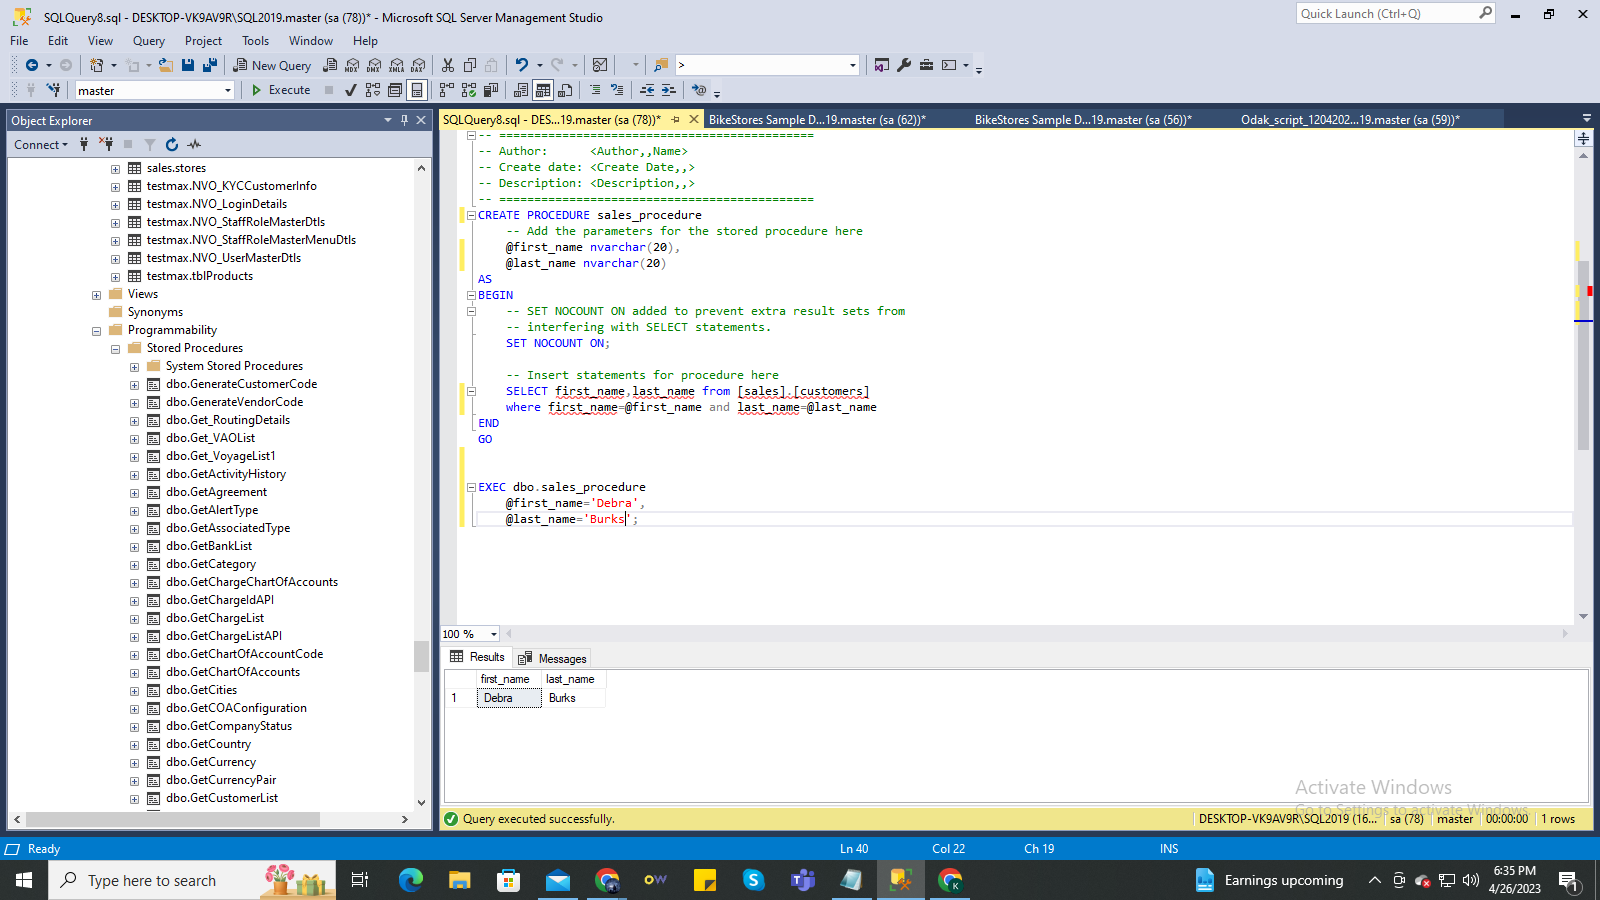 SQLQuery8.sql - DESKTOP-VK9AV9R\SQL2019.master (sa (78))* - Microsoft SQL Server Management Studio
Quick Launch (Ctrl+Q)
File Edit View Query Project Tools Window Help
New Query
MDX DMX XMLA DAX
>
master
Execute
Object Explorer
Connect
sales.stores
testmax.NVO_KYCCustomerInfo
testmax.NVO_LoginDetails
testmax.NVO_StaffRoleMasterDtls
testmax.NVO_StaffRoleMasterMenuDtls
testmax.NVO_UserMasterDtls
testmax.tblProducts
Views
Synonyms
Programmability
Stored Procedures
System Stored Procedures
dbo.GenerateCustomerCode
dbo.GenerateVendorCode
dbo.Get_RoutingDetails
dbo.Get_VAOList
dbo.Get_VoyageList1
dbo.GetActivityHistory
dbo.GetAgreement
dbo.GetAlertType
dbo.GetAssociatedType
dbo.GetBankList
dbo.GetCategory
dbo.GetChargeChartOfAccounts
dbo.GetChargeIdAPI
dbo.GetChargeList
dbo.GetChargeListAPI
dbo.GetChartOfAccountCode
dbo.GetChartOfAccounts
dbo.GetCities
dbo.GetCOAConfiguration
dbo.GetCompanyStatus
dbo.GetCountry
dbo.GetCurrency
dbo.GetCurrencyPair
dbo.GetCustomerList
SQLQuery8.sql - DES...19.master (sa (78))* BikeStores Sample D...19.master (sa (62))* BikeStores Sample D...19.master (sa (56))* Odak_script_1204202...19.master (sa (59))*
-- =============================================
-- Author: <Author,,Name>
-- Create date: <Create Date,,>
-- Description: <Description,,>
-- =============================================
CREATE PROCEDURE sales_procedure
-- Add the parameters for the stored procedure here
@first_name nvarchar(20),
@last_name nvarchar(20)
AS
BEGIN
-- SET NOCOUNT ON added to prevent extra result sets from
-- interfering with SELECT statements.
SET NOCOUNT ON;
-- Insert statements for procedure here
SELECT first_name,last_name from [sales].[customers]
where first_name=@first_name and last_name=@last_name
END
GO
EXEC dbo.sales_procedure
@first_name='Debra',
@last_name='Burks';
100 %
Results Messages
first_name last_name
1 Debra Burks
Activate Windows
Go to Settings to activate Windows.
Query executed successfully.
DESKTOP-VK9AV9R\SQL2019 (16... sa (78) master 00:00:00 1 rows
Ready
Ln 40 Col 22 Ch 19 INS
Type here to search
OW
Earnings upcoming
6:35 PM
4/26/2023
1